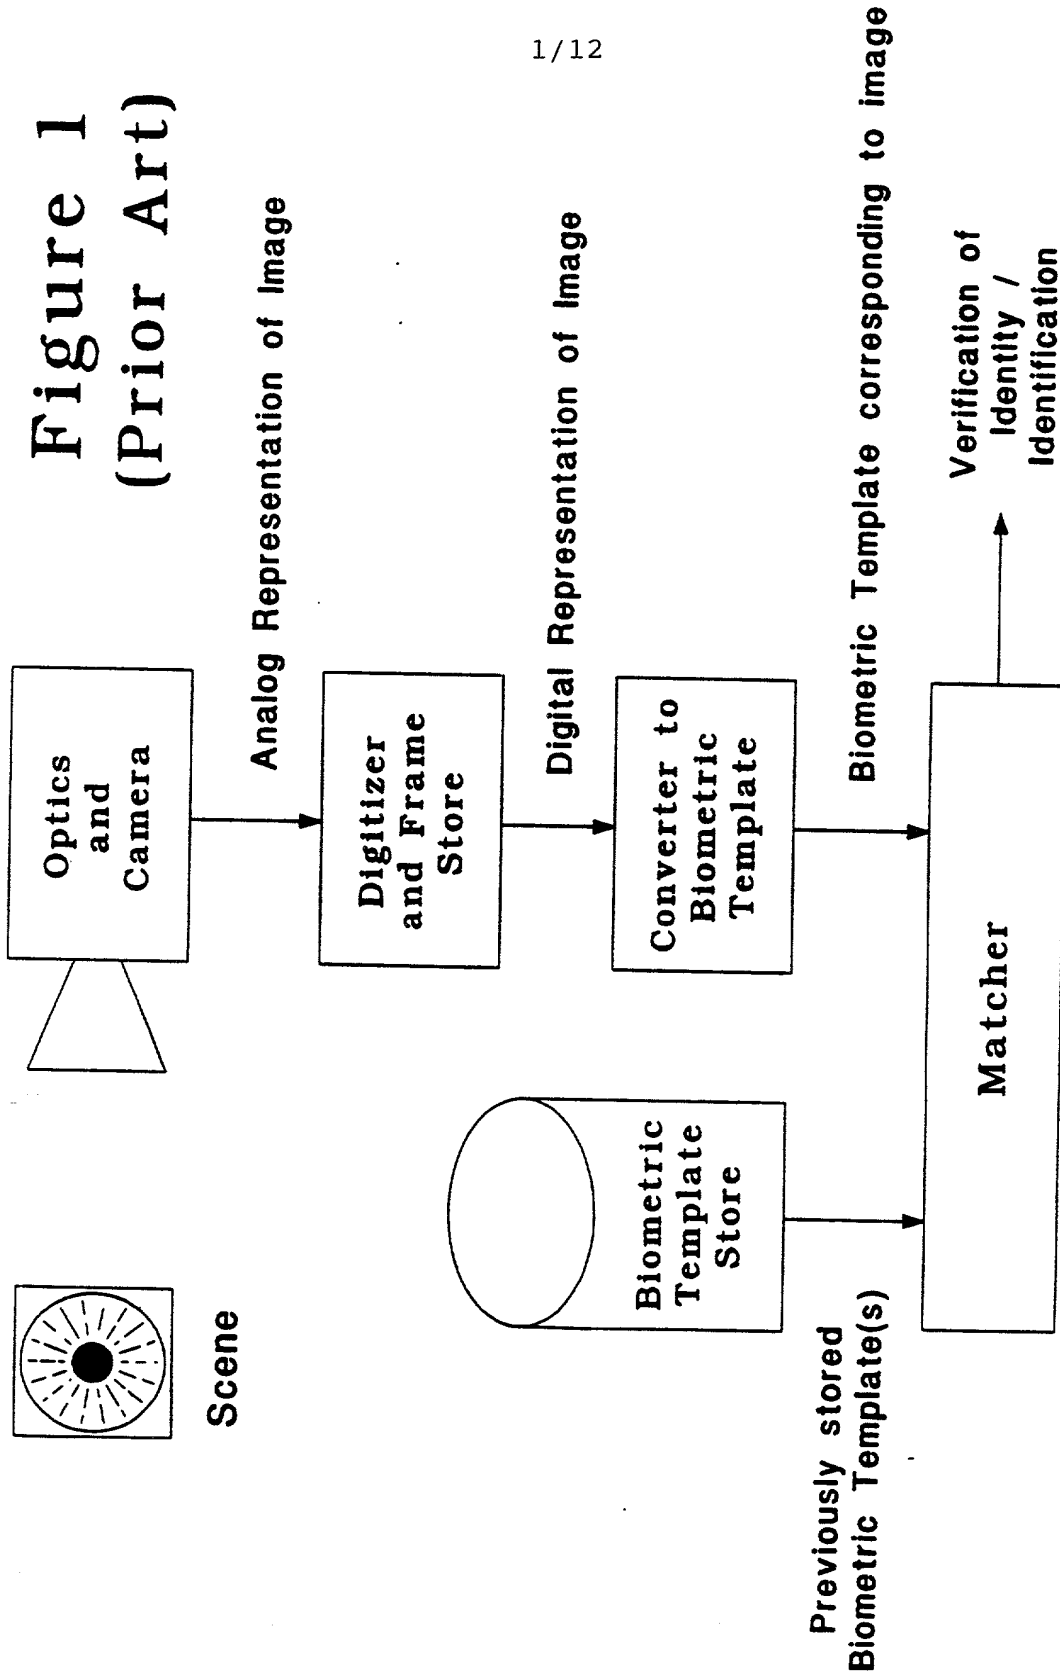 1/12
Figure 1
(Prior Art)
Scene
Optics
and
Camera
Analog Representation of Image
Digitizer
and Frame
Store
Digital Representation of Image
Biometric
Template
Store
Converter to
Biometric
Template
Previously stored
Biometric Template(s)
Biometric Template corresponding to image
Matcher
Verification of
Identity /
Identification